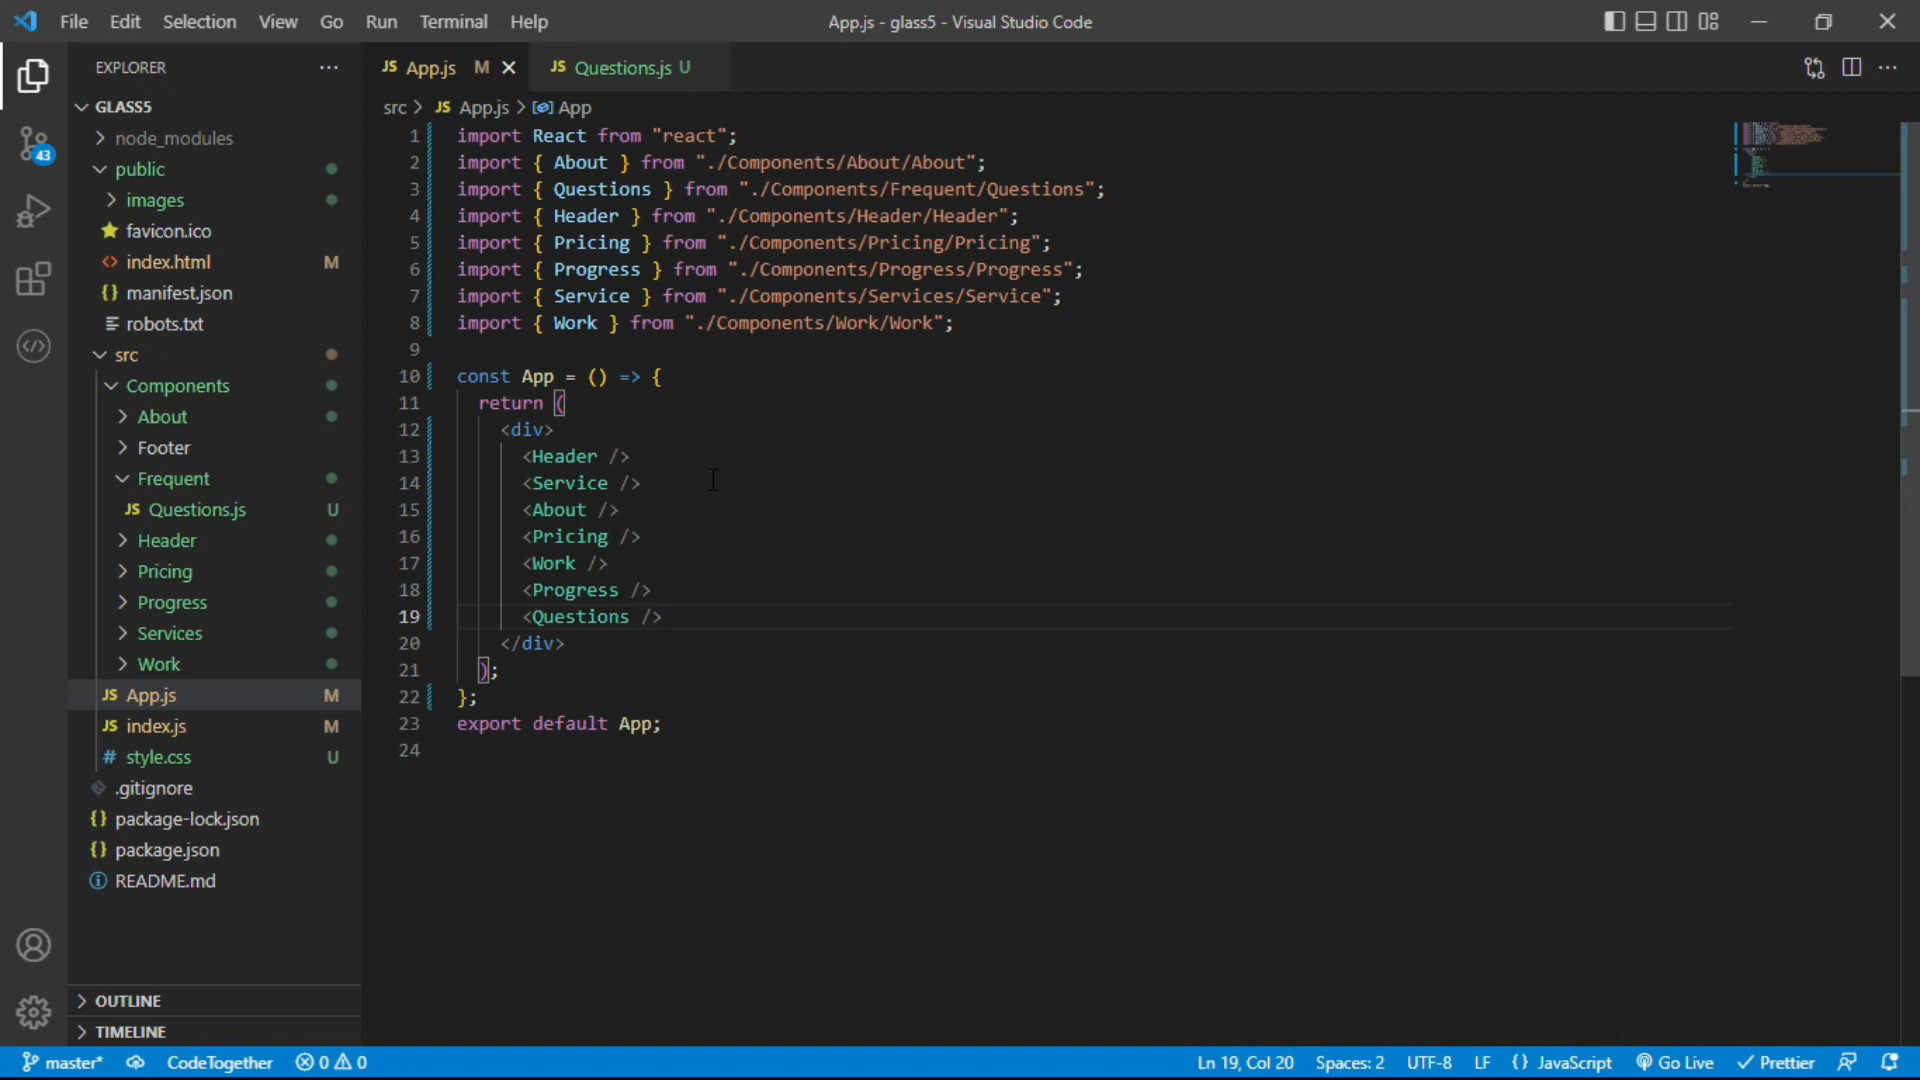 File Edit Selection View Go Run Terminal Help
App.js - glass5 - Visual Studio Code
EXPLORER
GLASS5
node_modules
public
images
favicon.ico
index.html M
manifest.json
robots.txt
src
Components
About
Footer
Frequent
JS Questions.js U
Header
Pricing
Progress
Services
Work
JS App.js M
JS index.js M
# style.css U
.gitignore
{} package-lock.json
{} package.json
README.md
OUTLINE
TIMELINE
43
JS App.js M
JS Questions.js U
src > JS App.js > App
1 import React from "react";
2 import { About } from "./Components/About/About";
3 import { Questions } from "./Components/Frequent/Questions";
4 import { Header } from "./Components/Header/Header";
5 import { Pricing } from "./Components/Pricing/Pricing";
6 import { Progress } from "./Components/Progress/Progress";
7 import { Service } from "./Components/Services/Service";
8 import { Work } from "./Components/Work/Work";
9
10 const App = () => {
11 return (
12 <div>
13 <Header />
14 <Service />
15 <About />
16 <Pricing />
17 <Work />
18 <Progress />
19 <Questions />
20 </div>
21 );
22 };
23 export default App;
24
master* CodeTogether 0 0 Ln 19, Col 20 Spaces: 2 UTF-8 LF {} JavaScript Go Live Prettier